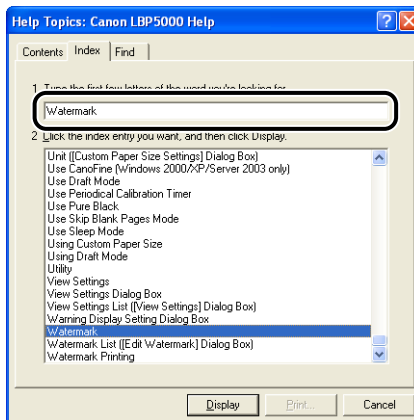 Help Topics: Canon LBP5000 Help
Contents Index Find
1 Type the first few letters of the word you're looking for.
Watermark
2 Click the index entry you want, and then click Display.
Unit ([Custom Paper Size Settings] Dialog Box)
Use CanoFine (Windows 2000/XP/Server 2003 only)
Use Draft Mode
Use Periodical Calibration Timer
Use Pure Black
Use Skip Blank Pages Mode
Use Sleep Mode
Using Custom Paper Size
Using Draft Mode
Utility
View Settings
View Settings Dialog Box
View Settings List ([View Settings] Dialog Box)
Warning Display Setting Dialog Box
Watermark
Watermark List ([Edit Watermark] Dialog Box)
Watermark Printing
Display Print... Cancel